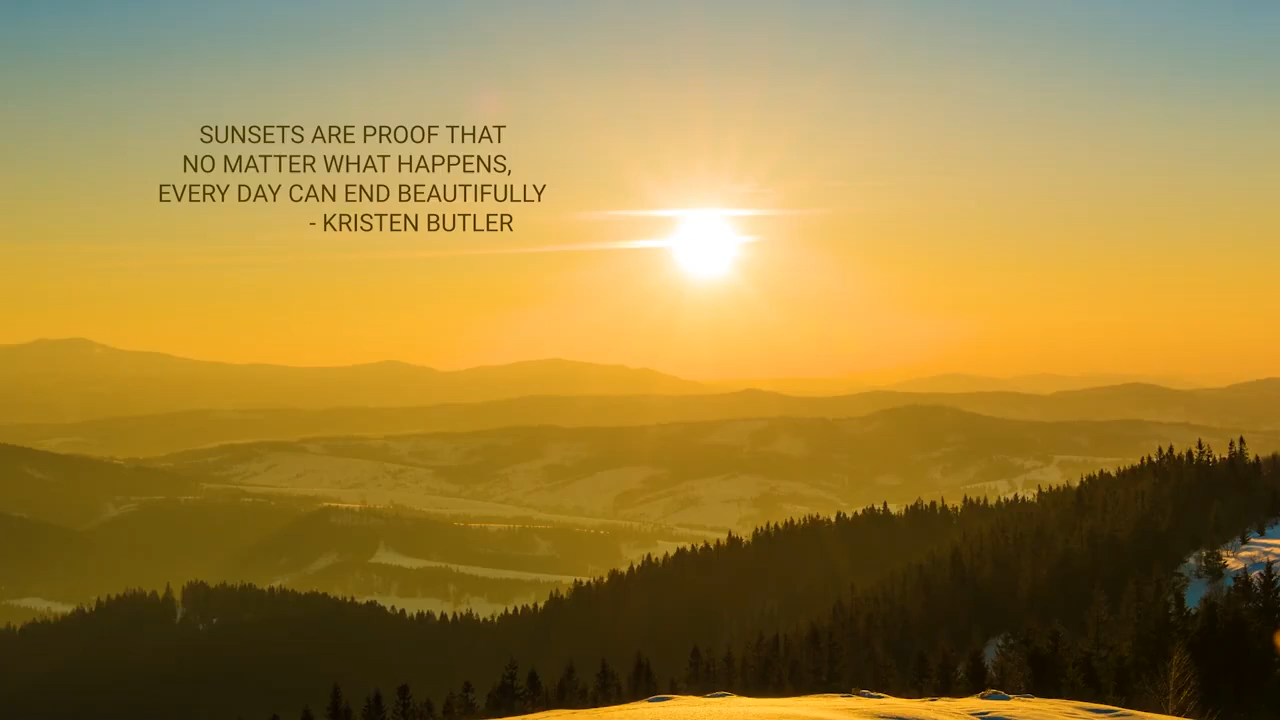 SUNSETS ARE PROOF THAT
NO MATTER WHAT HAPPENS,
EVERY DAY CAN END BEAUTIFULLY
- KRISTEN BUTLER